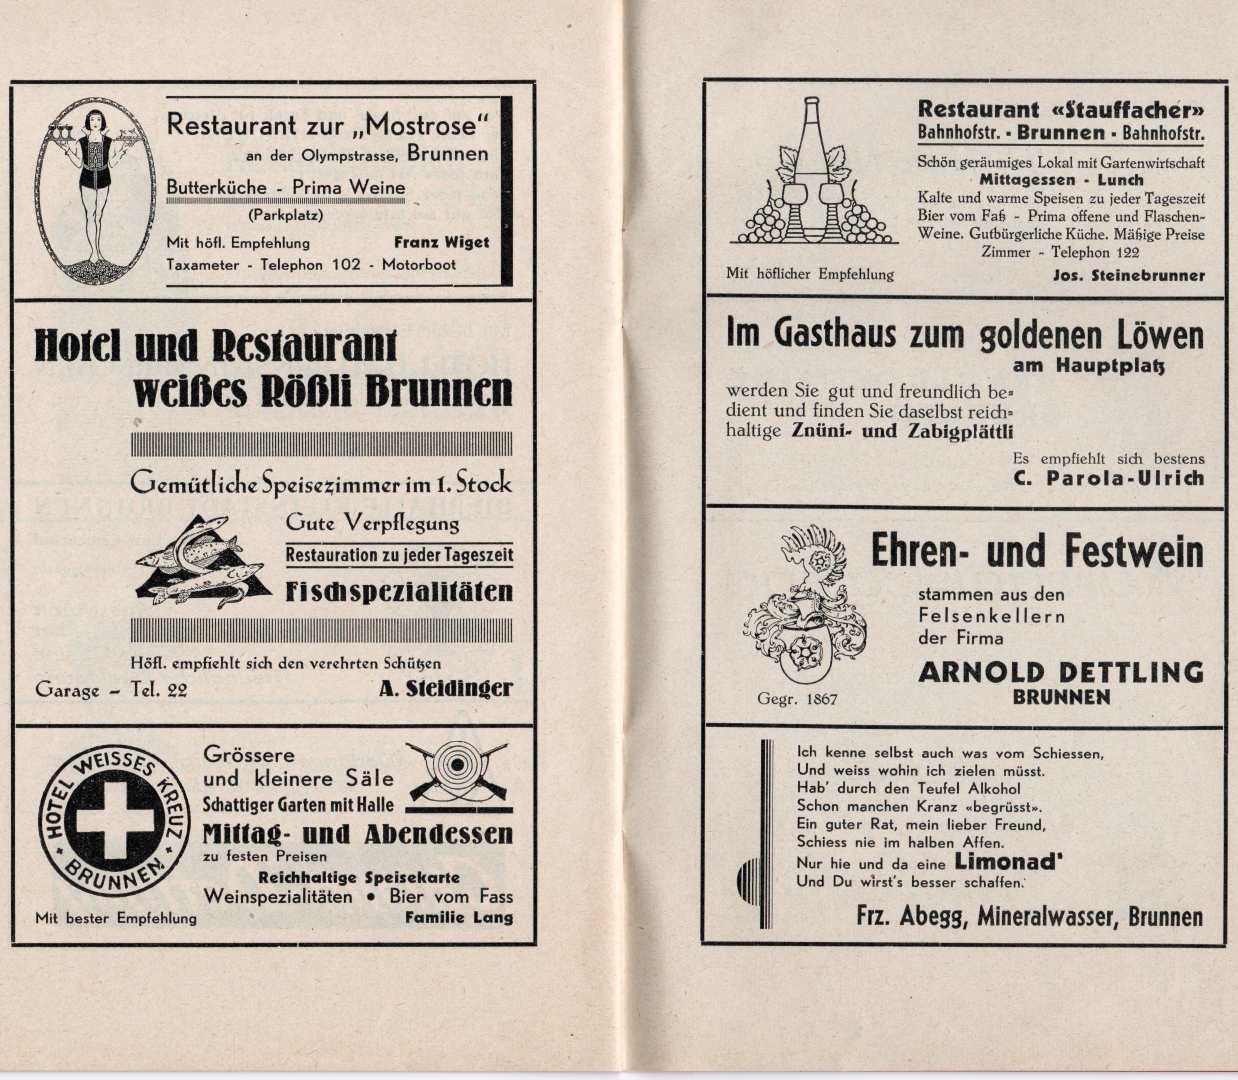 Restaurant zur „Mostrose“
an der Olympstrasse, Brunnen
Butterküche - Prima Weine
(Parkplatz)
Mit höfl. Empfehlung Franz Wiget
Taxameter - Telephon 102 - Motorboot
Hotel und Restaurant
weißes Rößli Brunnen
Gemütliche Speisezimmer im 1. Stock
Gute Verpflegung
Restauration zu jeder Tageszeit
Fischspezialitäten
Höfl. empfiehlt sich den verehrten Schützen
Garage – Tel. 22 A. Steidinger
HOTEL WEISSES KREUZ
BRUNNEN
Grössere
und kleinere Säle
Schattiger Garten mit Halle
Mittag- und Abendessen
zu festen Preisen
Reichhaltige Speisekarte
Weinspezialitäten • Bier vom Fass
Mit bester Empfehlung Familie Lang
Restaurant «Stauffacher»
Bahnhofstr. - Brunnen - Bahnhofstr.
Schön geräumiges Lokal mit Gartenwirtschaft
Mittagessen - Lunch
Kalte und warme Speisen zu jeder Tageszeit
Bier vom Faß - Prima offene und Flaschen-
Weine. Gutbürgerliche Küche. Mäßige Preise
Zimmer - Telephon 122
Mit höflicher Empfehlung Jos. Steinebrunner
Im Gasthaus zum goldenen Löwen
am Hauptplatz
werden Sie gut und freundlich be=
dient und finden Sie daselbst reich=
haltige Znüni- und Zabigplättli
Es empfiehlt sich bestens
C. Parola-Ulrich
Ehren- und Festwein
stammen aus den
Felsenkellern
der Firma
ARNOLD DETTLING
BRUNNEN
Gegr. 1867
Ich kenne selbst auch was vom Schiessen,
Und weiss wohin ich zielen müsst.
Hab' durch den Teufel Alkohol
Schon manchen Kranz «begrüsst».
Ein guter Rat, mein lieber Freund,
Schiess nie im halben Affen.
Nur hie und da eine Limonad'
Und Du wirst's besser schaffen.
Frz. Abegg, Mineralwasser, Brunnen